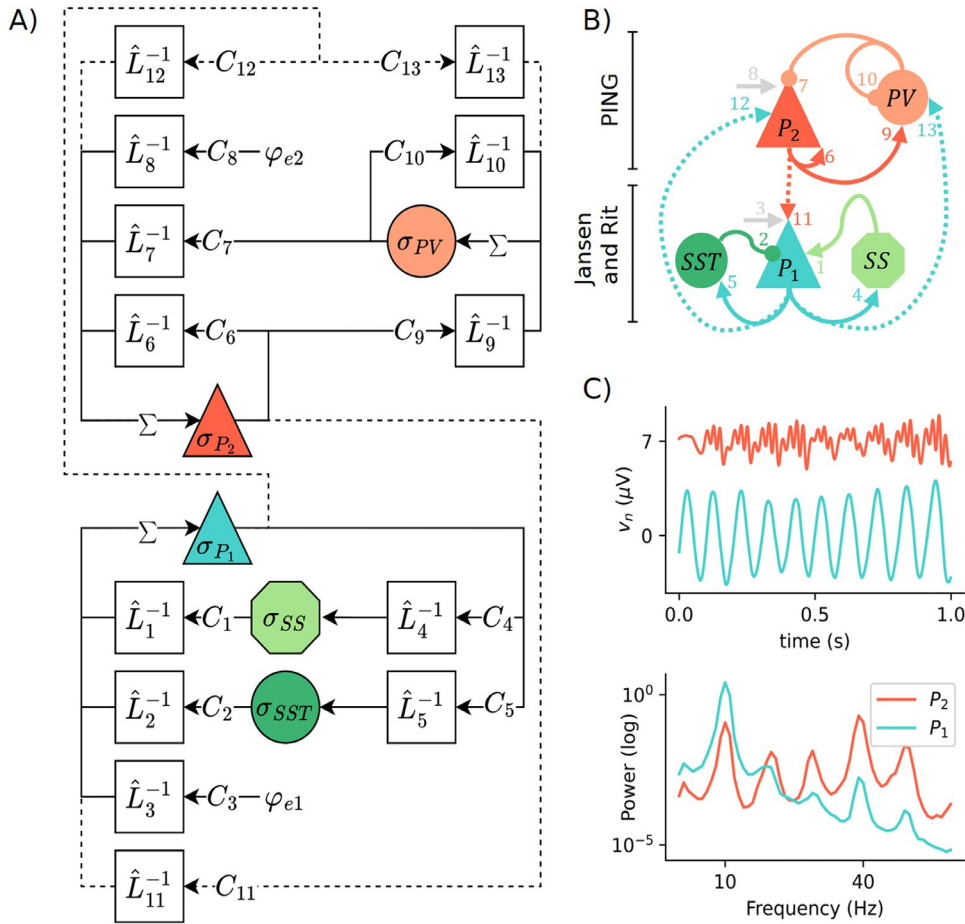 A)
L̂₁₂⁻¹ C₁₂ C₁₃ L̂₁₃⁻¹
L̂₈⁻¹ C₈ φₑ₂ C₁₀ L̂₁₀⁻¹
L̂₇⁻¹ C₇ σ_PV Σ
L̂₆⁻¹ C₆ C₉ L̂₉⁻¹
Σ σ_P₂
Σ σ_P₁
L̂₁⁻¹ C₁ σ_SS L̂₄⁻¹ C₄
L̂₂⁻¹ C₂ σ_SST L̂₅⁻¹ C₅
L̂₃⁻¹ C₃ φₑ₁
L̂₁₁⁻¹ C₁₁
B)
PING
8 7 10 PV
12 P₂ 9 13
6
Jansen
and Rit
3 11
SST 2 P₁ 1 SS
5 4
C)
vₙ (μV)
7
0
0.0 0.5 1.0
time (s)
Power (log)
10⁰
10⁻⁵
P₂
P₁
10 40
Frequency (Hz)